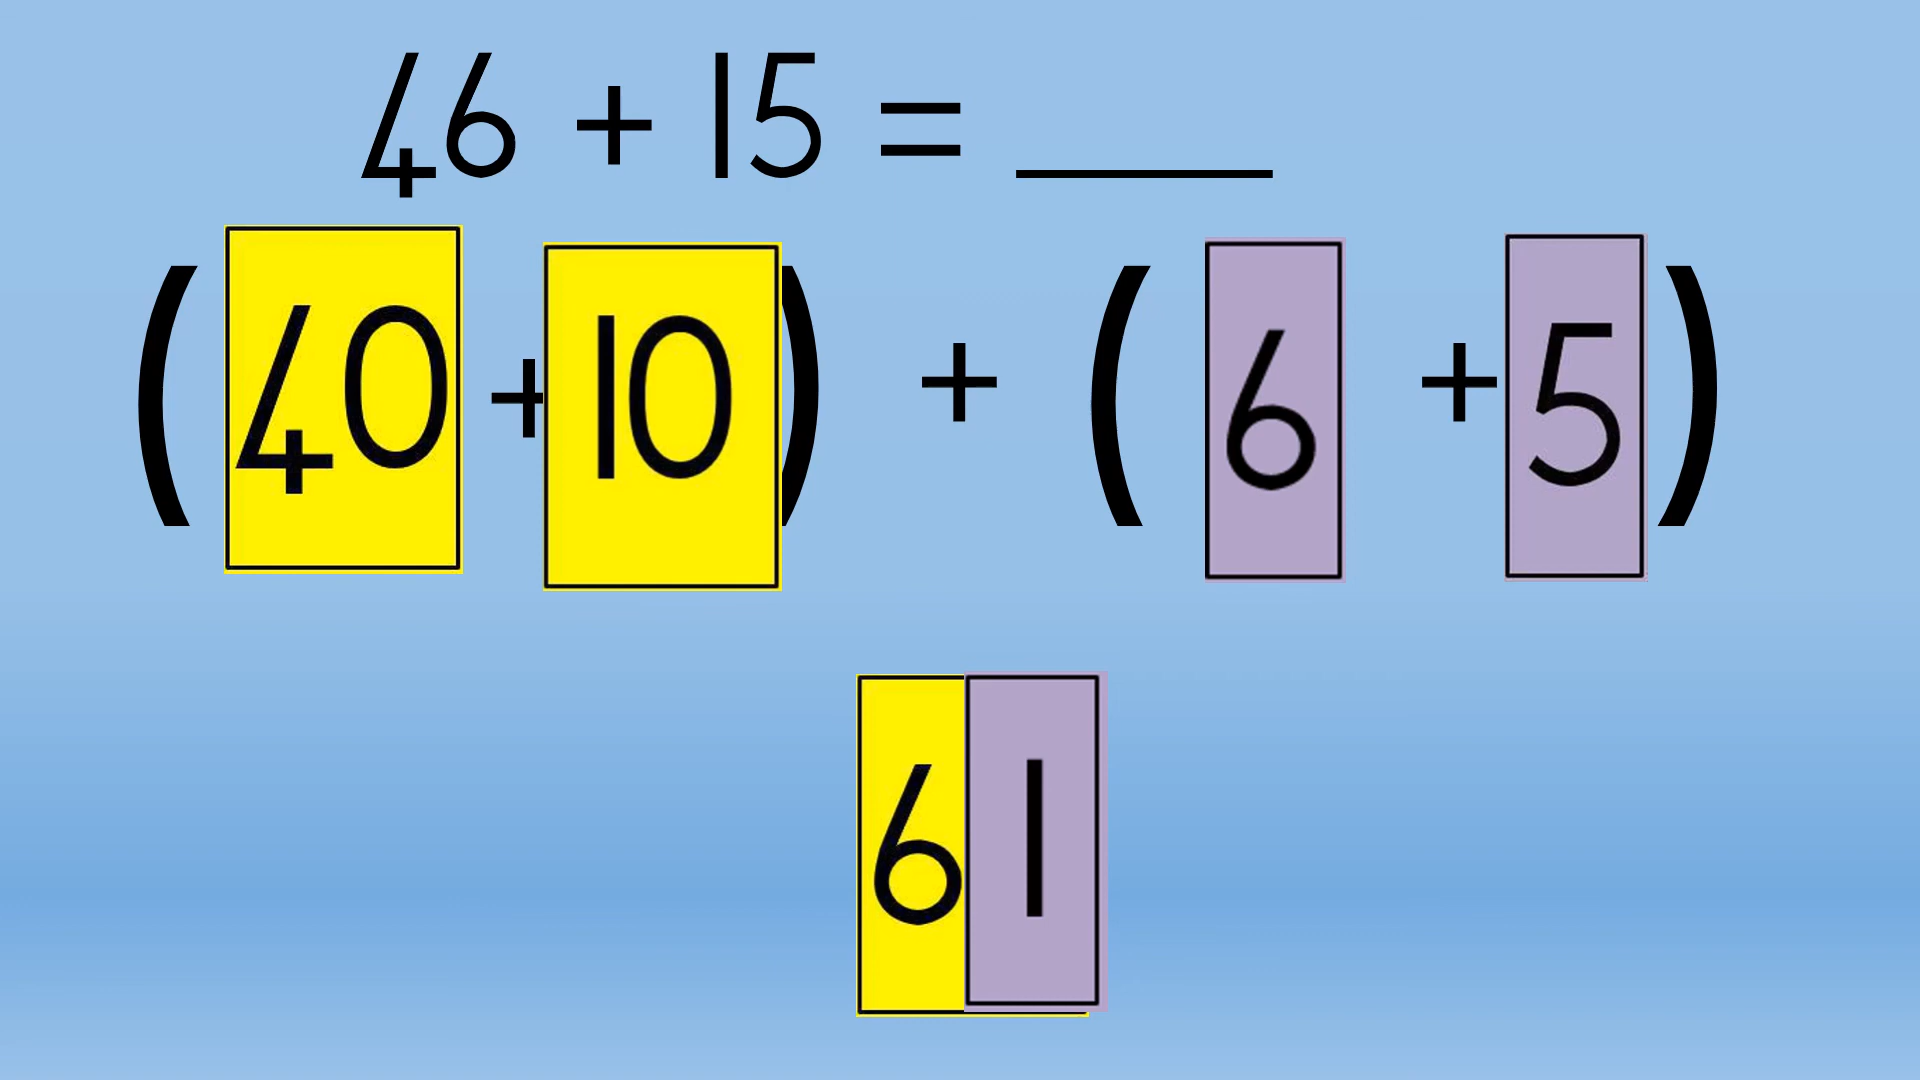 46 + 15 = ____
( 40 + 10 ) + ( 6 + 5 )
61